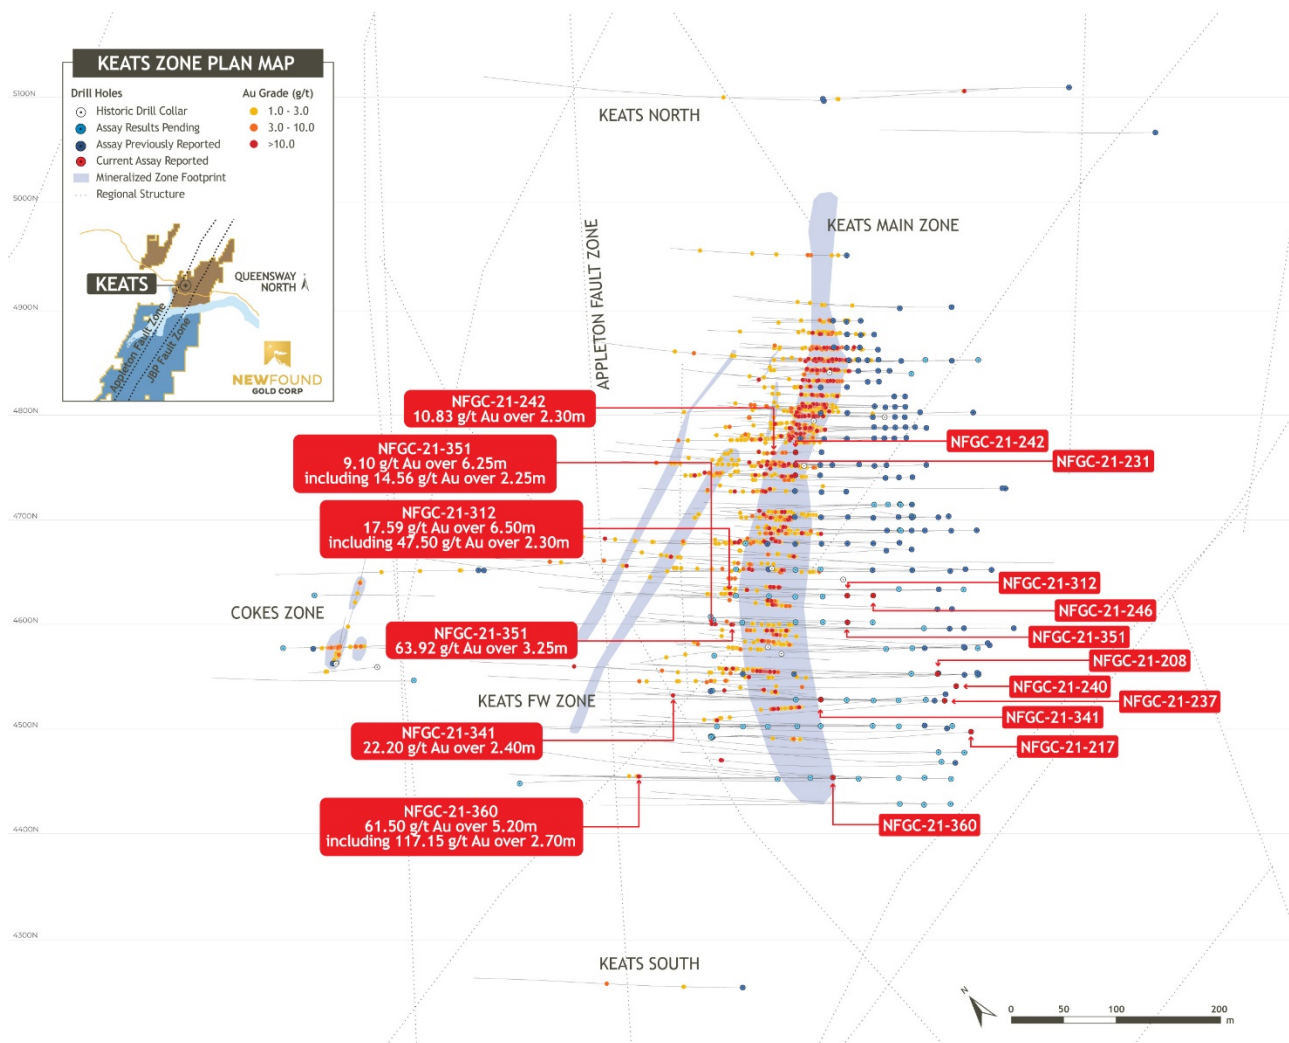 KEATS ZONE PLAN MAP
Drill Holes
Historic Drill Collar
Assay Results Pending
Assay Previously Reported
Current Assay Reported
Mineralized Zone Footprint
Regional Structure
Au Grade (g/t)
1.0 - 3.0
3.0 - 10.0
>10.0
KEATS
QUEENSWAY
NORTH
Appleton Fault Zone
JBP Fault Zone
NEWFOUND
GOLD CORP
5100N
5000N
4900N
4800N
4700N
4600N
4500N
4400N
4300N
KEATS NORTH
KEATS MAIN ZONE
APPLETON FAULT ZONE
NFGC-21-242
10.83 g/t Au over 2.30m
NFGC-21-351
9.10 g/t Au over 6.25m
including 14.56 g/t Au over 2.25m
NFGC-21-312
17.59 g/t Au over 6.50m
including 47.50 g/t Au over 2.30m
COKES ZONE
NFGC-21-351
63.92 g/t Au over 3.25m
KEATS FW ZONE
NFGC-21-341
22.20 g/t Au over 2.40m
NFGC-21-360
61.50 g/t Au over 5.20m
including 117.15 g/t Au over 2.70m
NFGC-21-242
NFGC-21-231
NFGC-21-312
NFGC-21-246
NFGC-21-351
NFGC-21-208
NFGC-21-240
NFGC-21-237
NFGC-21-341
NFGC-21-217
NFGC-21-360
KEATS SOUTH
N
0 50 100 200
m